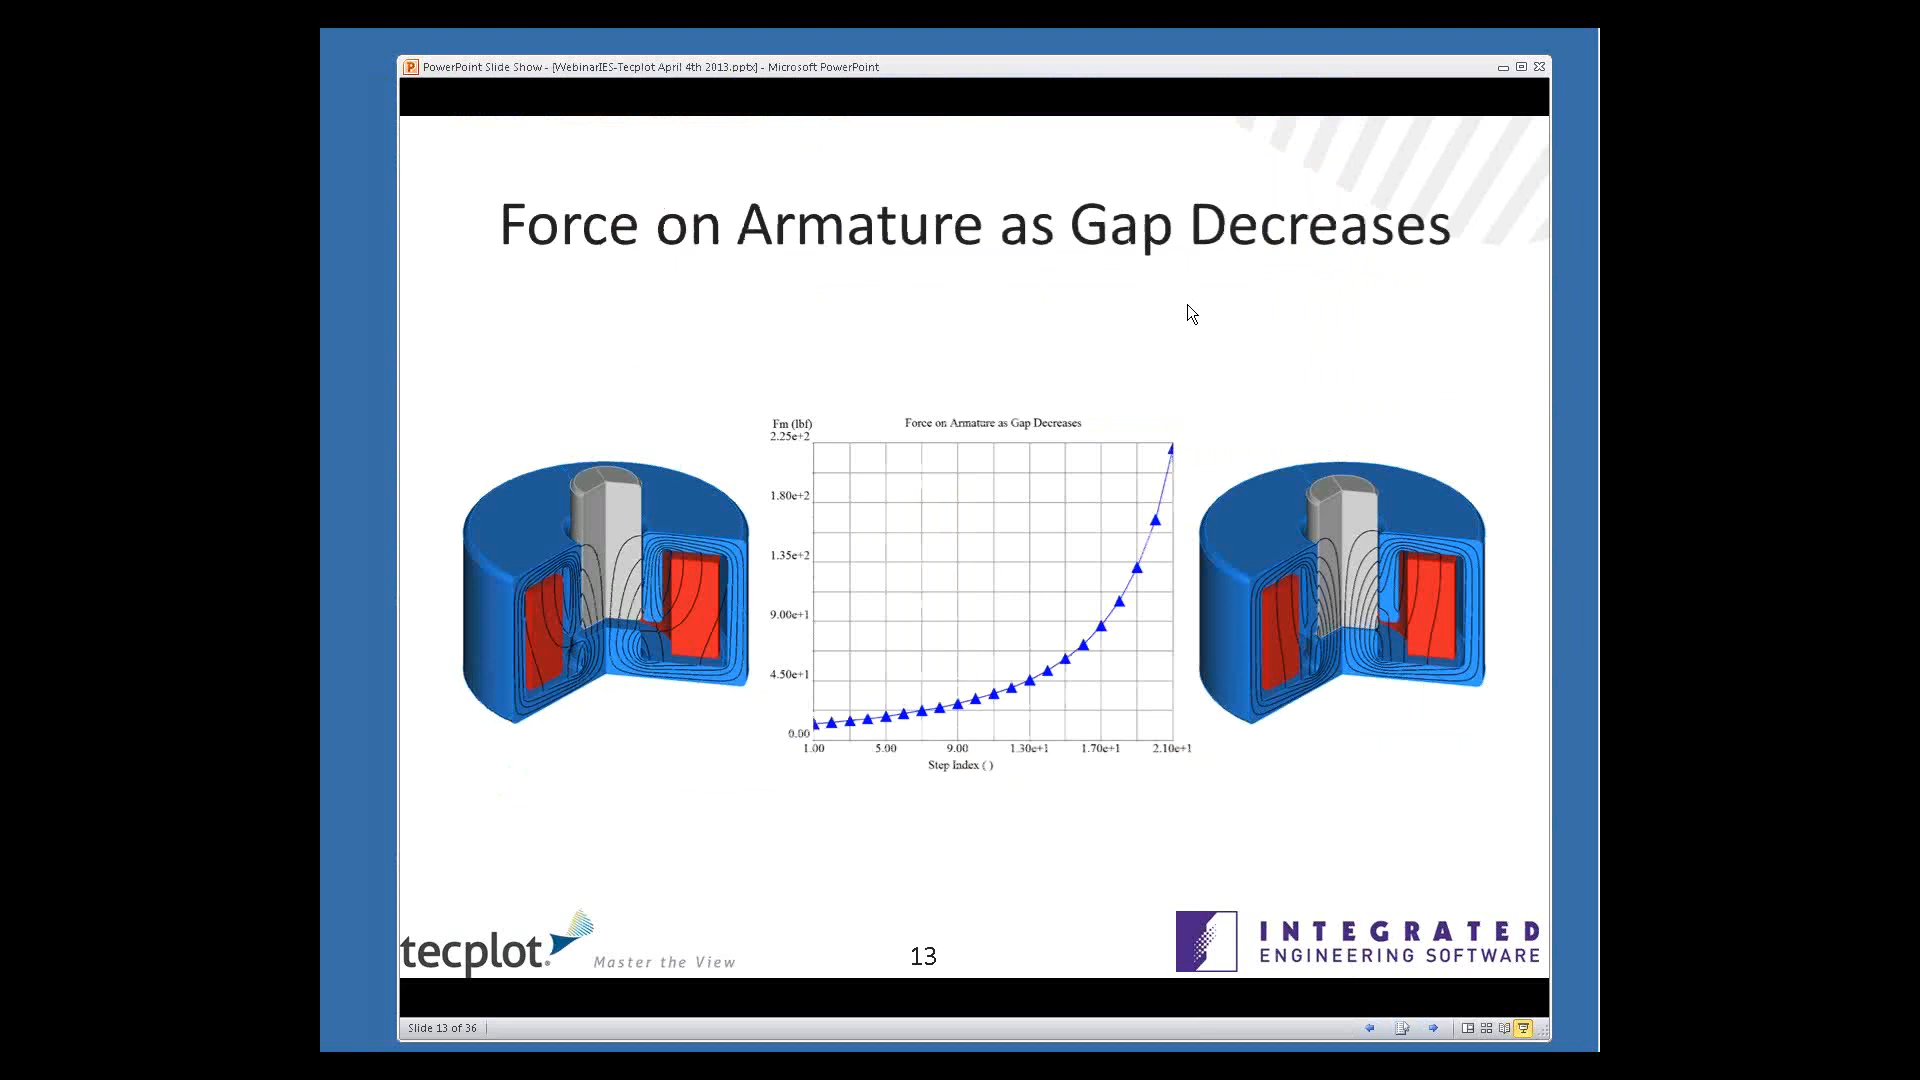 PowerPoint Slide Show - [WebinarIES-Tecplot April 4th 2013.pptx] - Microsoft PowerPoint
Force on Armature as Gap Decreases
Fm (lbf)
Force on Armature as Gap Decreases
2.25e+2
1.80e+2
1.35e+2
9.00e+1
4.50e+1
0.00
1.00 5.00 9.00 1.30e+1 1.70e+1 2.10e+1
Step Index ( )
tecplot®
Master the View
13
INTEGRATED
ENGINEERING SOFTWARE
Slide 13 of 36